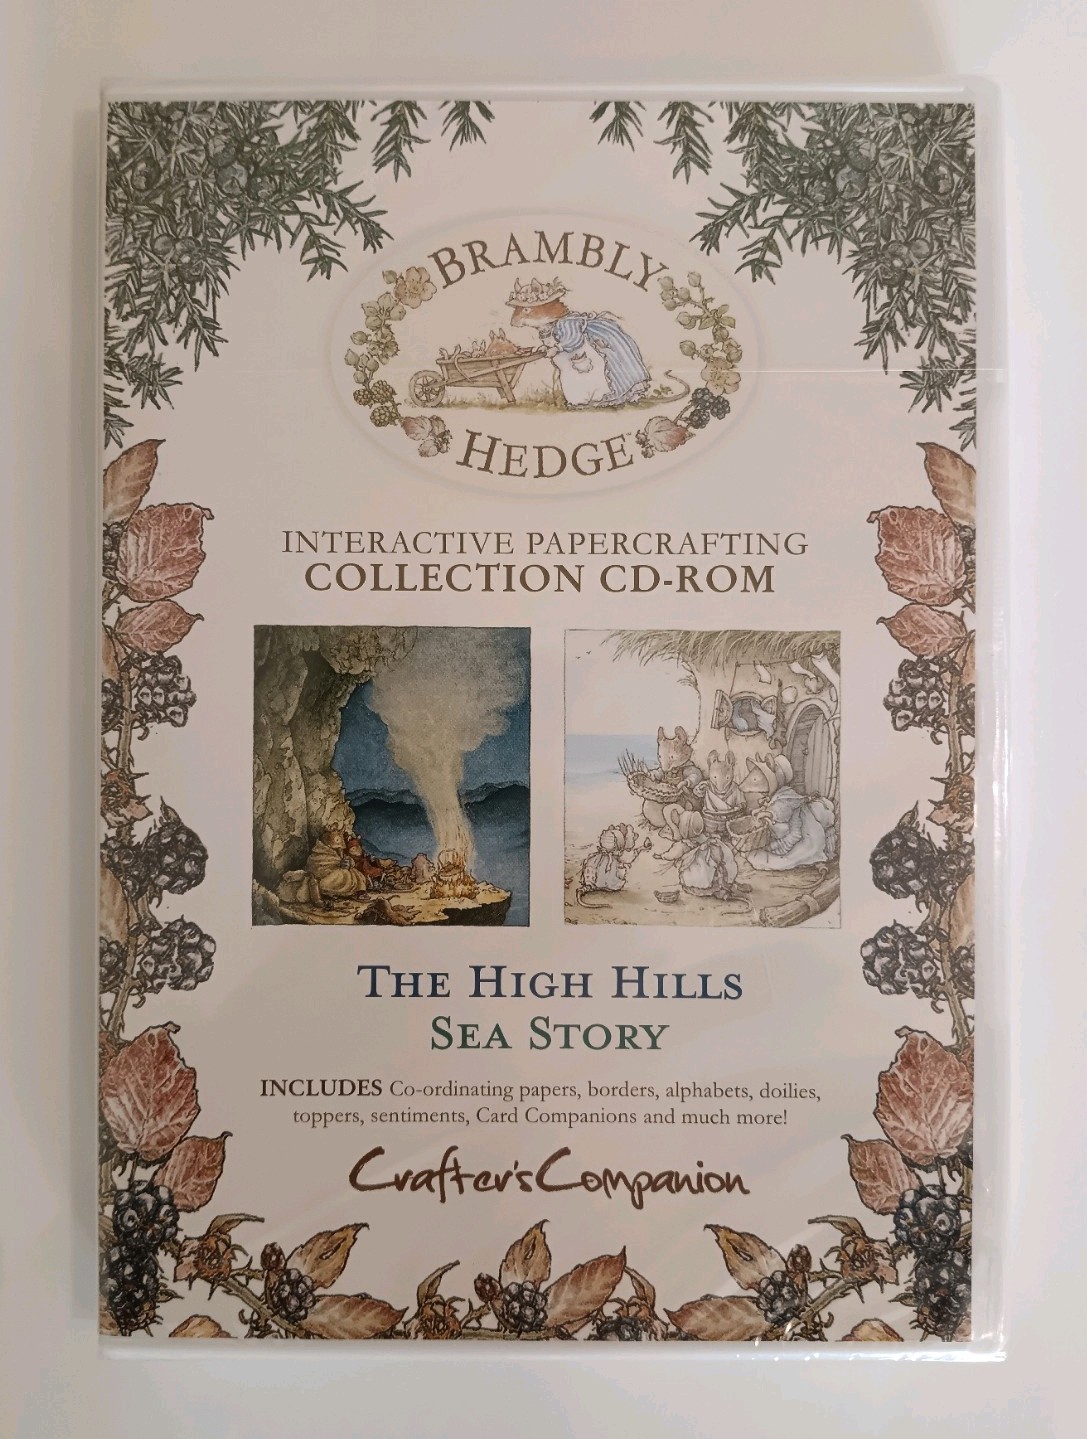 BRAMBLY
HEDGE
INTERACTIVE PAPERCRAFTING
COLLECTION CD-ROM
THE HIGH HILLS
SEA STORY
INCLUDES Co-ordinating papers, borders, alphabets, doilies,
toppers, sentiments, Card Companions and much more!
Crafter's Companion